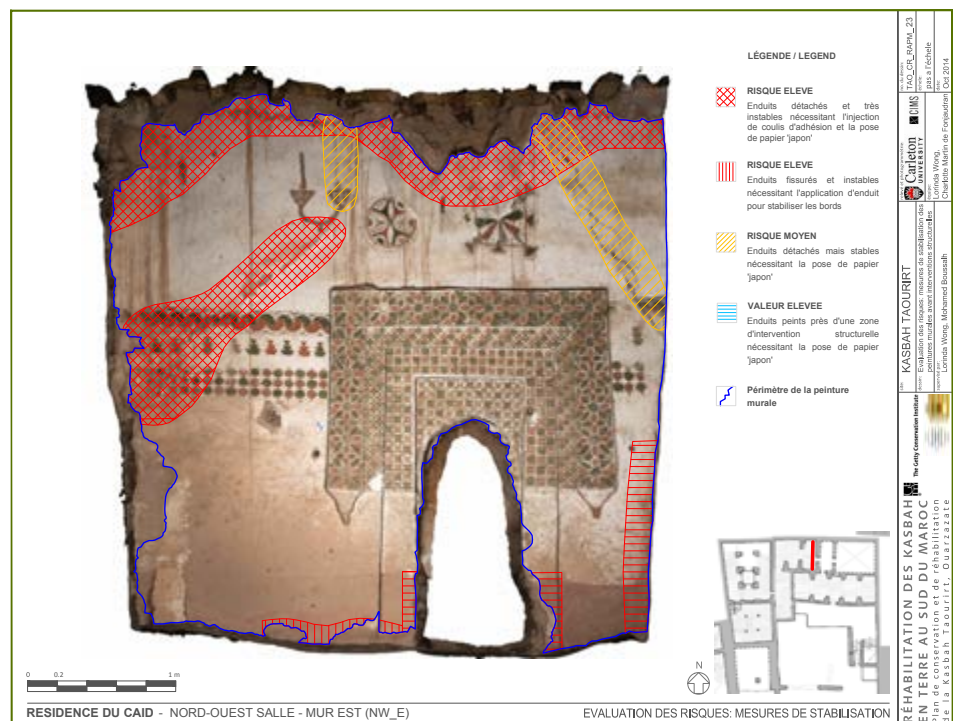 LÉGENDE / LEGEND
RISQUE ELEVE
Enduits détachés et très
instables nécessitant l'injection
de coulis d'adhésion et la pose
de papier 'japon'
RISQUE ELEVE
Enduits fissurés et instables
nécessitant l'application d'enduit
pour stabiliser les bords
RISQUE MOYEN
Enduits détachés mais stables
nécessitant la pose de papier
'japon'
VALEUR ELEVEE
Enduits peints près d'une zone
d'intervention structurelle
nécessitant la pose de papier
'japon'
Périmètre de la peinture
murale
N
0 0.2 1 m
RESIDENCE DU CAID - NORD-OUEST SALLE - MUR EST (NW_E)
EVALUATION DES RISQUES: MESURES DE STABILISATION
TAO_CR_RAPM_23
pas a l'échele
Oct 2014
CIMS
Carleton
UNIVERSITY
Lorinda Wong,
Charlotte Martin de Fonjaudran
KASBAH TAOURIRT
Evaluation des risques: mesures de stabilisation des
peintures murales avant interventions structurelles
Lorinda Wong, Mohamed Boussalh
The Getty Conservation Institute
RÉHABILITATION DES KASBAH
EN TERRE AU SUD DU MAROC
Plan de conservation et de réhabilitation
de la Kasbah Taourirt, Ouarzazate